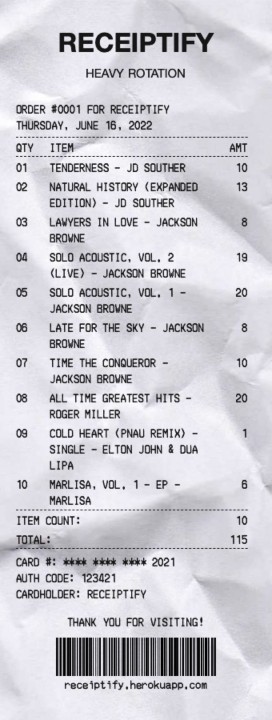 RECEIPTIFY
HEAVY ROTATION
ORDER #0001 FOR RECEIPTIFY
THURSDAY, JUNE 16, 2022
QTY ITEM AMT
01 TENDERNESS - JD SOUTHER 10
02 NATURAL HISTORY (EXPANDED 13
EDITION) - JD SOUTHER
03 LAWYERS IN LOVE - JACKSON 8
BROWNE
04 SOLO ACOUSTIC, VOL. 2 19
(LIVE) - JACKSON BROWNE
05 SOLO ACOUSTIC, VOL. 1 - 20
JACKSON BROWNE
06 LATE FOR THE SKY - JACKSON 8
BROWNE
07 TIME THE CONQUEROR - 10
JACKSON BROWNE
08 ALL TIME GREATEST HITS - 20
ROGER MILLER
09 COLD HEART (PNAU REMIX) - 1
SINGLE - ELTON JOHN & DUA
LIPA
10 MARLISA, VOL. 1 - EP - 6
MARLISA
ITEM COUNT: 10
TOTAL: 115
CARD #: **** **** **** 2021
AUTH CODE: 123421
CARDHOLDER: RECEIPTIFY
THANK YOU FOR VISITING!
receiptify.herokuapp.com